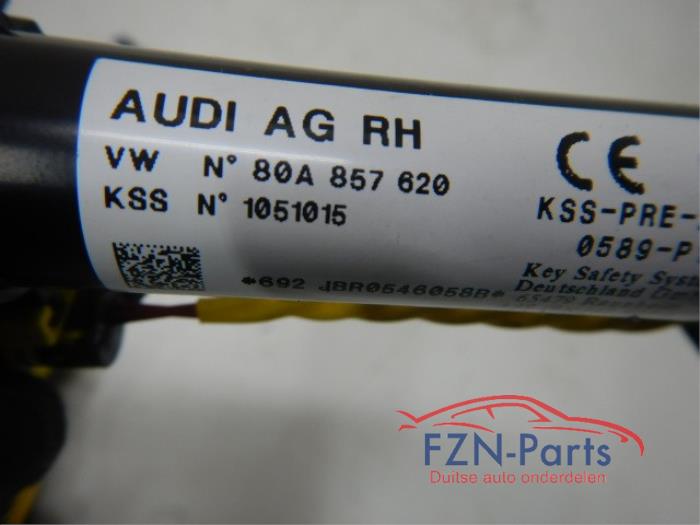 AUDI AG RH
VW N° 80A 857 620
KSS N° 1051015
*692 JBR0546058R*
CE
KSS-PRE-
0589-P
Key Safety Syst
Deutschland
65479
FZN-Parts
Duitse auto onderdelen